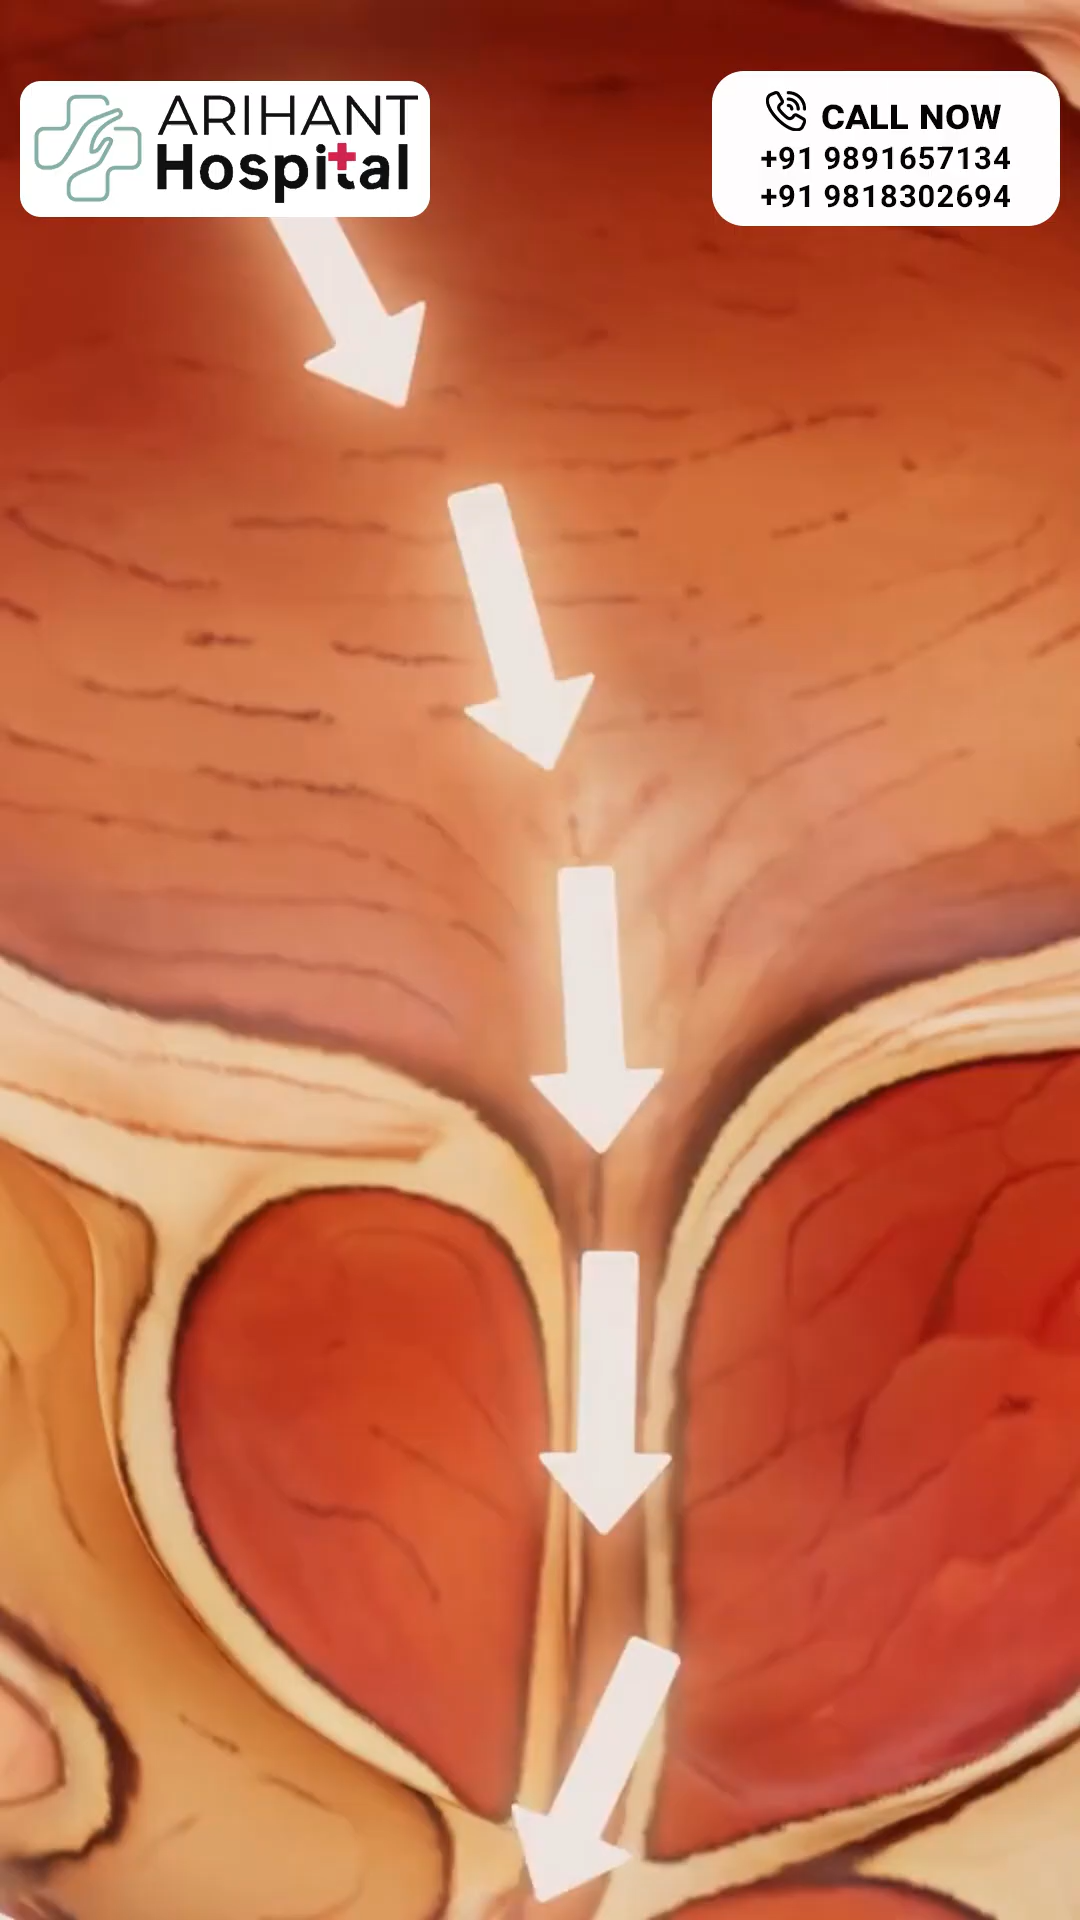 ARIHANT
Hospital
CALL NOW
+91 9891657134
+91 9818302694